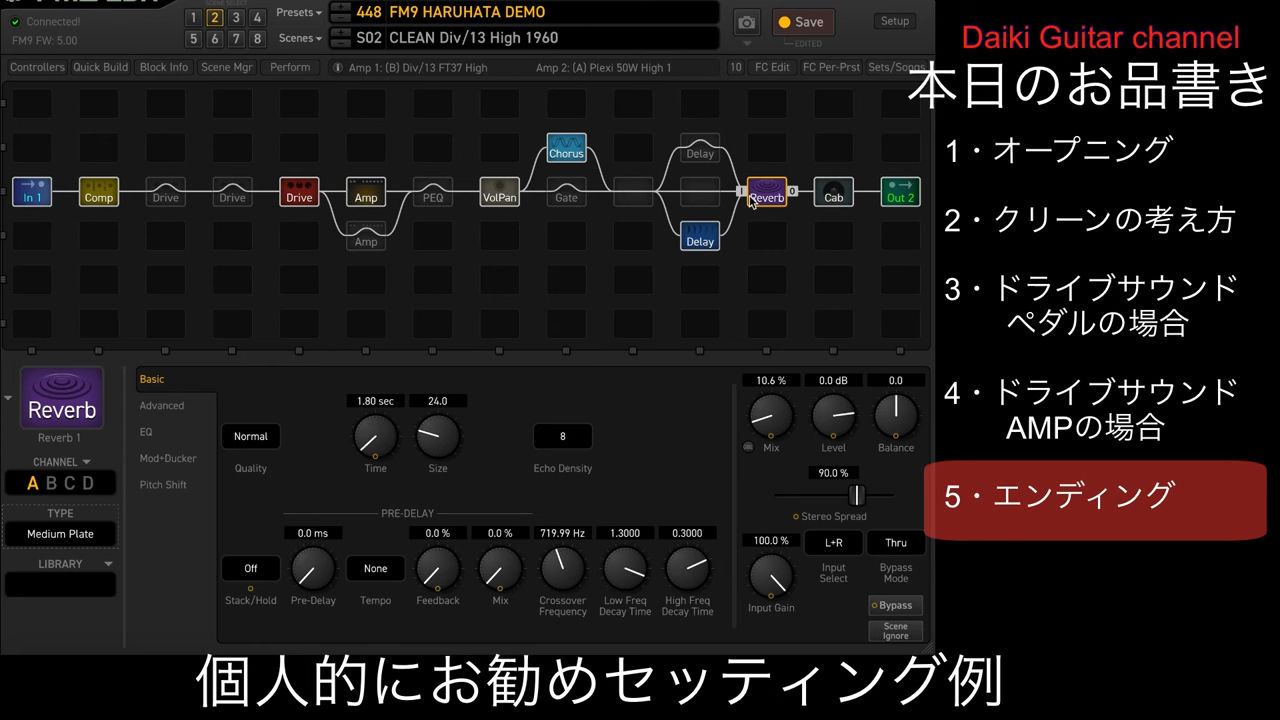 Connected!
FM9 FW: 5.00
1 2 3 4
5 6 7 8
Presets
Scenes
448 FM9 HARUHATA DEMO
S02 CLEAN Div/13 High 1960
Save
EDITED
Setup
Controllers Quick Build Block Info Scene Mgr Perform
Amp 1: (B) Div/13 FT37 High
Amp 2: (A) Plexi 50W High 1
10 FC Edit FC Per-Prst Sets/Songs
Chorus
Delay
In 1 Comp Drive Drive Drive Amp PEQ VolPan Gate I Reverb O Cab Out 2
Amp
Delay
Reverb
Reverb 1
CHANNEL
A B C D
TYPE
Medium Plate
LIBRARY
Basic
Advanced
EQ
Mod+Ducker
Pitch Shift
1.80 sec 24.0
Normal 8
Quality Time Size Echo Density
PRE-DELAY
0.0 ms 0.0 % 0.0 % 719.99 Hz 1.3000 0.3000
Off None
Stack/Hold Pre-Delay Tempo Feedback Mix Crossover Frequency Low Freq Decay Time High Freq Decay Time
10.6 % 0.0 dB 0.0
Mix Level Balance
90.0 %
Stereo Spread
100.0 % L+R Thru
Input Gain Input Select Bypass Mode
Bypass
Scene Ignore
Daiki Guitar channel
本日のお品書き
1・オープニング
2・クリーンの考え方
3・ドライブサウンド
ペダルの場合
4・ドライブサウンド
AMPの場合
5・エンディング
個人的にお勧めセッティング例